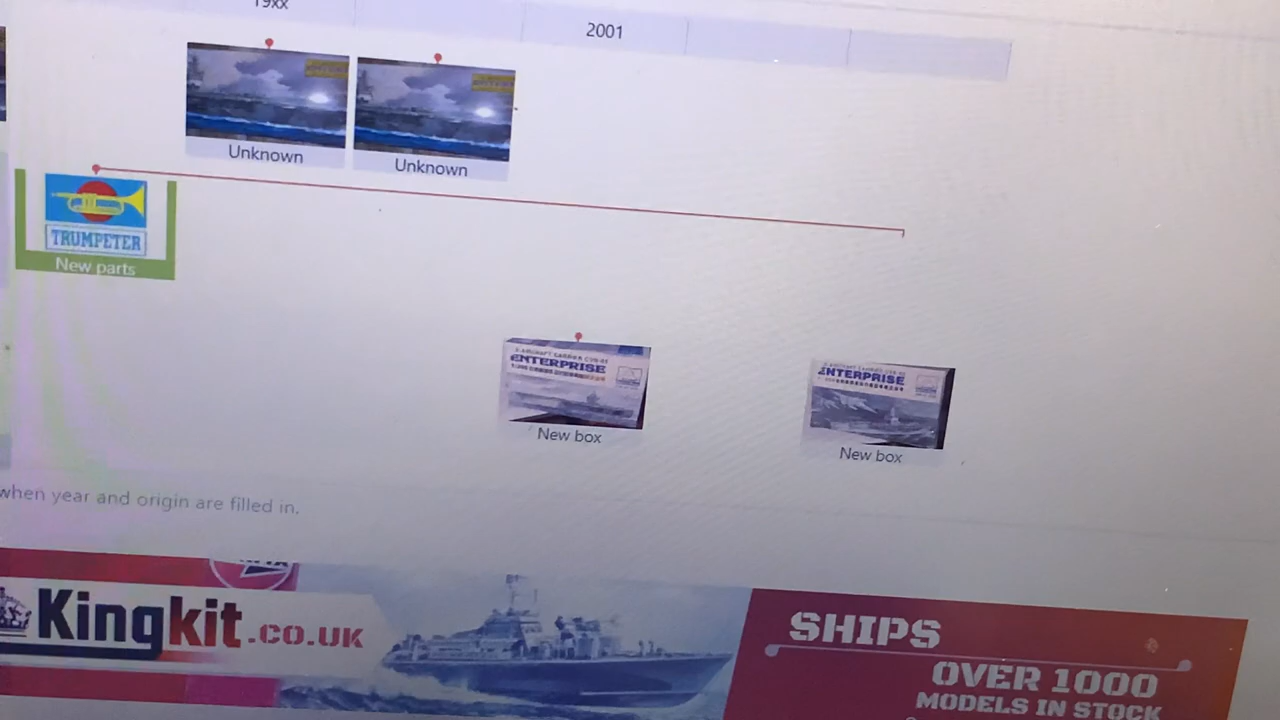 19xx
2001
Unknown
Unknown
TRUMPETER
New parts
ENTERPRISE
New box
ENTERPRISE
New box
when year and origin are filled in.
Kingkit.CO.UK
SHIPS
OVER 1000
MODELS IN STOCK